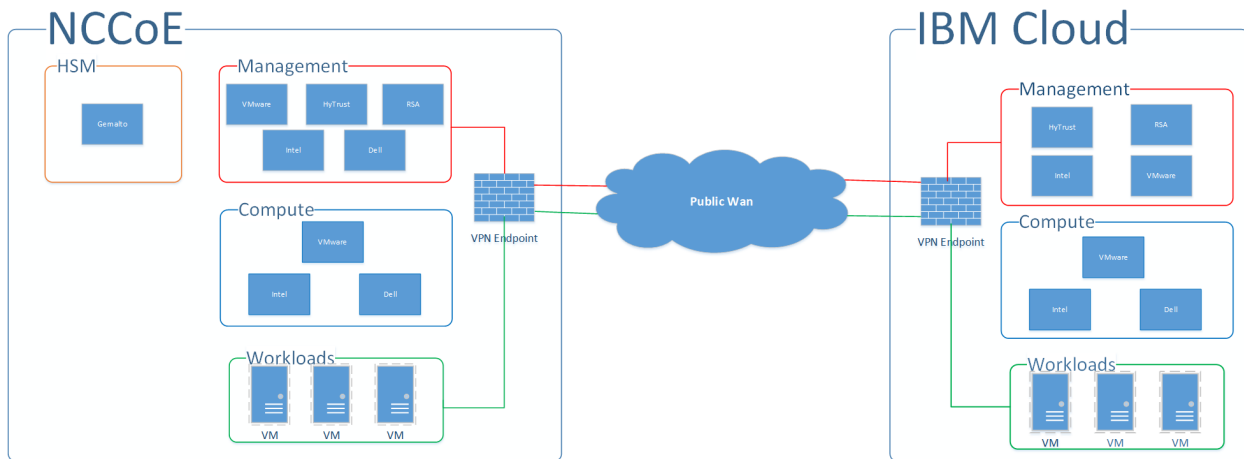 NCCoE
HSM
Gemalto
Management
VMware
HyTrust
RSA
Intel
Dell
Compute
VMware
Intel
Dell
Workloads
VM
VM
VM
VPN Endpoint
Public Wan
VPN Endpoint
IBM Cloud
Management
HyTrust
RSA
Intel
VMware
Compute
VMware
Intel
Dell
Workloads
VM
VM
VM